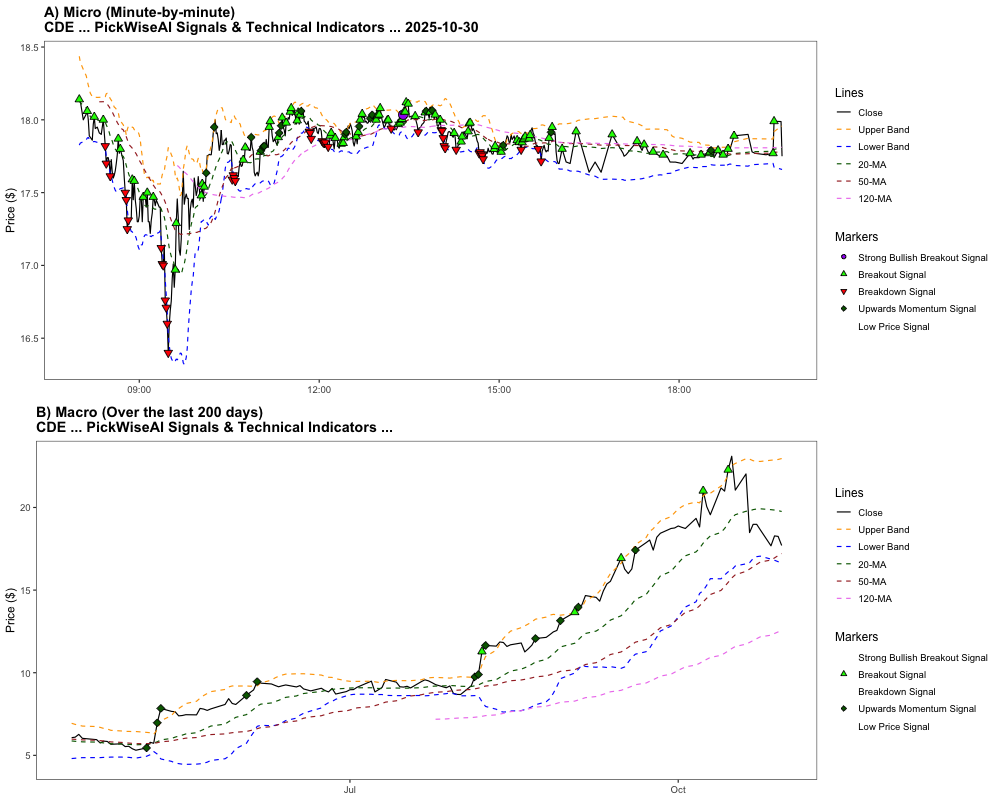 A) Micro (Minute-by-minute)
CDE ... PickWiseAI Signals & Technical Indicators ... 2025-10-30
18.5
18.0
17.5
17.0
16.5
Price ($)
09:00
12:00
15:00
18:00
Lines
Close
Upper Band
Lower Band
20-MA
50-MA
120-MA
Markers
Strong Bullish Breakout Signal
Breakout Signal
Breakdown Signal
Upwards Momentum Signal
Low Price Signal
B) Macro (Over the last 200 days)
CDE ... PickWiseAI Signals & Technical Indicators ...
20
15
10
5
Price ($)
Jul
Oct
Lines
Close
Upper Band
Lower Band
20-MA
50-MA
120-MA
Markers
Strong Bullish Breakout Signal
Breakout Signal
Breakdown Signal
Upwards Momentum Signal
Low Price Signal